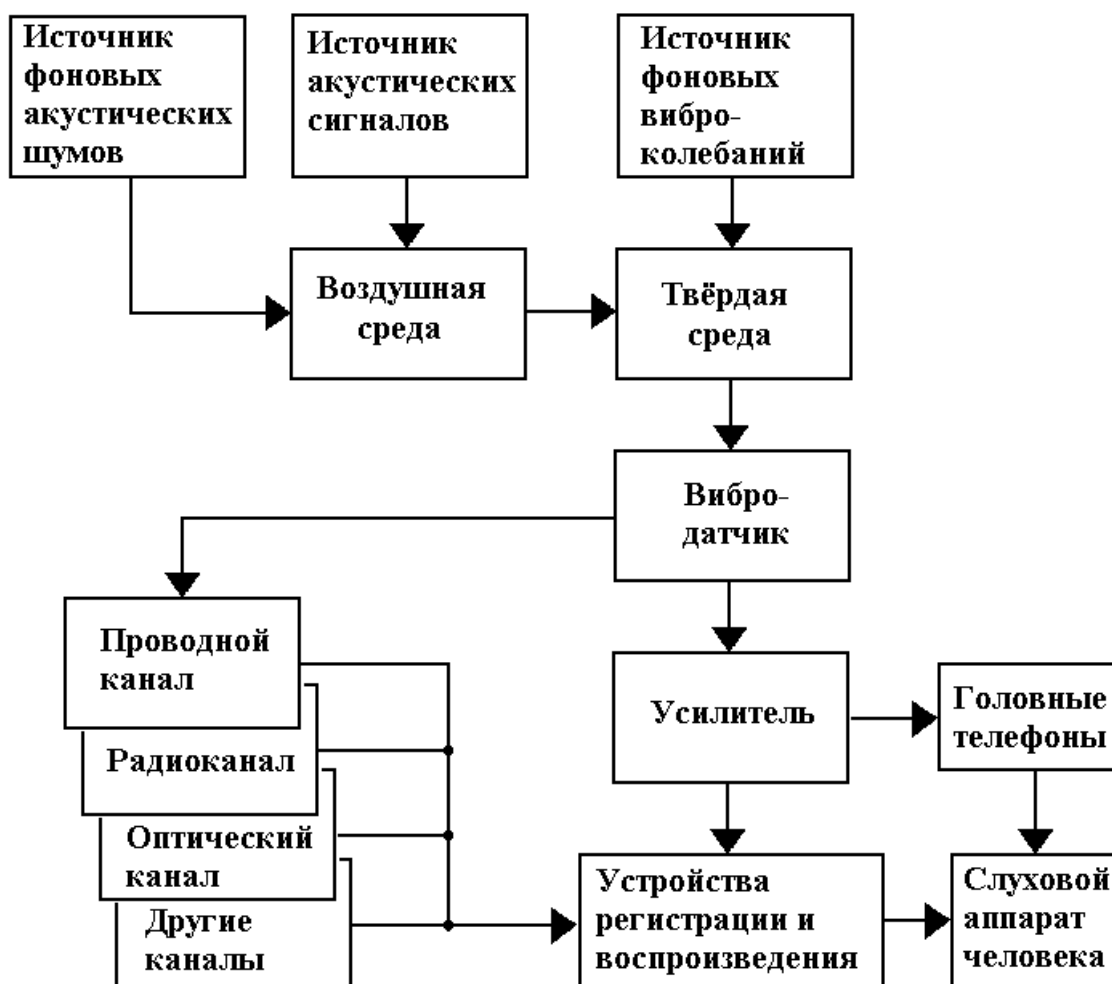 Источник
фоновых
акустических
шумов
Источник
акустических
сигналов
Источник
фоновых
вибро-
колебаний
Воздушная
среда
Твёрдая
среда
Вибро-
датчик
Проводной
канал
Радиоканал
Оптический
канал
Другие
каналы
Усилитель
Головные
телефоны
Устройства
регистрации и
воспроизведения
Слуховой
аппарат
человека